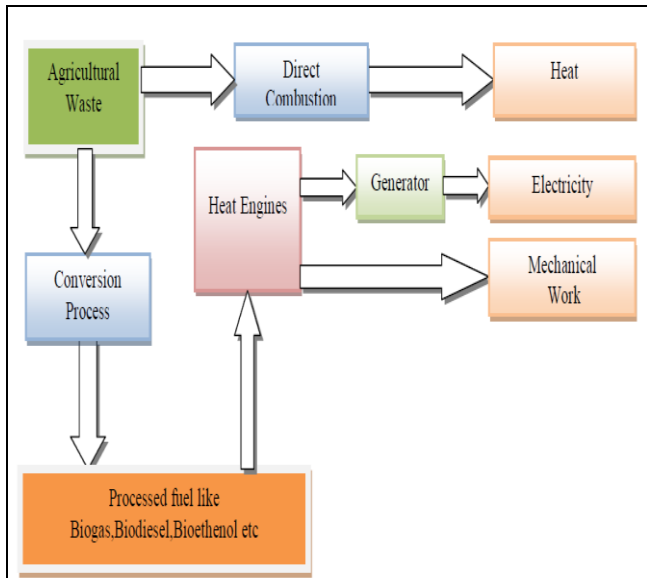 Agricultural
Waste
Direct
Combustion
Heat
Heat Engines
Generator
Electricity
Mechanical
Work
Conversion
Process
Processed fuel like
Biogas,Biodiesel,Bioethenol etc